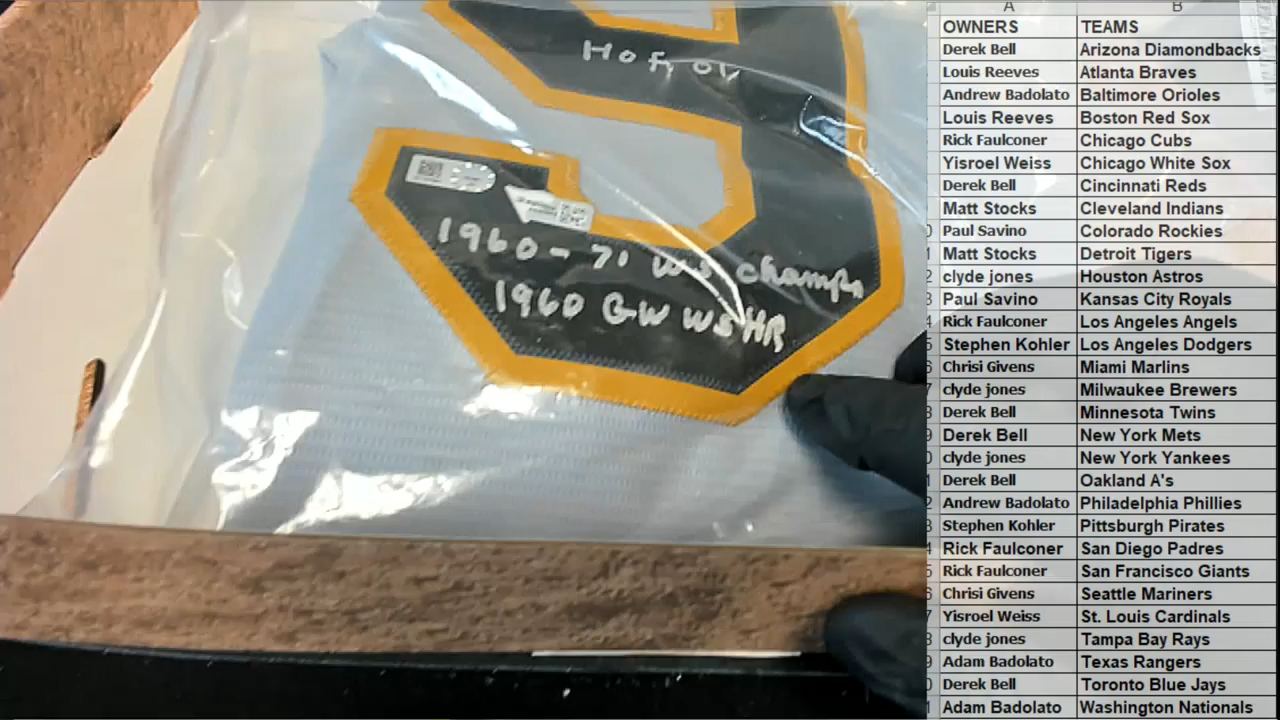 HOF 01
1960-71 WS champs
1960 GW WS HR
A B
OWNERS TEAMS
Derek Bell Arizona Diamondbacks
Louis Reeves Atlanta Braves
Andrew Badolato Baltimore Orioles
Louis Reeves Boston Red Sox
Rick Faulconer Chicago Cubs
Yisroel Weiss Chicago White Sox
Derek Bell Cincinnati Reds
Matt Stocks Cleveland Indians
Paul Savino Colorado Rockies
Matt Stocks Detroit Tigers
clyde jones Houston Astros
Paul Savino Kansas City Royals
Rick Faulconer Los Angeles Angels
Stephen Kohler Los Angeles Dodgers
Chrisi Givens Miami Marlins
clyde jones Milwaukee Brewers
Derek Bell Minnesota Twins
Derek Bell New York Mets
clyde jones New York Yankees
Derek Bell Oakland A's
Andrew Badolato Philadelphia Phillies
Stephen Kohler Pittsburgh Pirates
Rick Faulconer San Diego Padres
Rick Faulconer San Francisco Giants
Chrisi Givens Seattle Mariners
Yisroel Weiss St. Louis Cardinals
clyde jones Tampa Bay Rays
Adam Badolato Texas Rangers
Derek Bell Toronto Blue Jays
Adam Badolato Washington Nationals